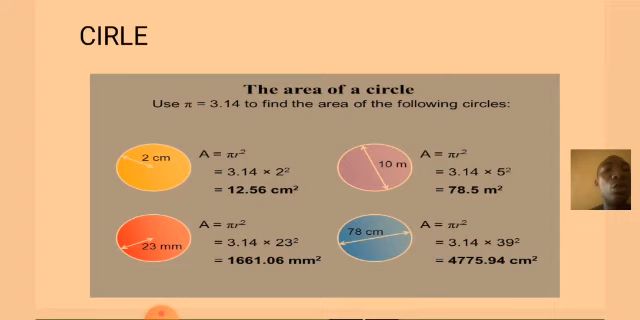 CIRLE
The area of a circle
Use π = 3.14 to find the area of the following circles:
2 cm
A = πr²
= 3.14 × 2²
= 12.56 cm²
10 m
A = πr²
= 3.14 × 5²
= 78.5 m²
23 mm
A = πr²
= 3.14 × 23²
= 1661.06 mm²
78 cm
A = πr²
= 3.14 × 39²
= 4775.94 cm²